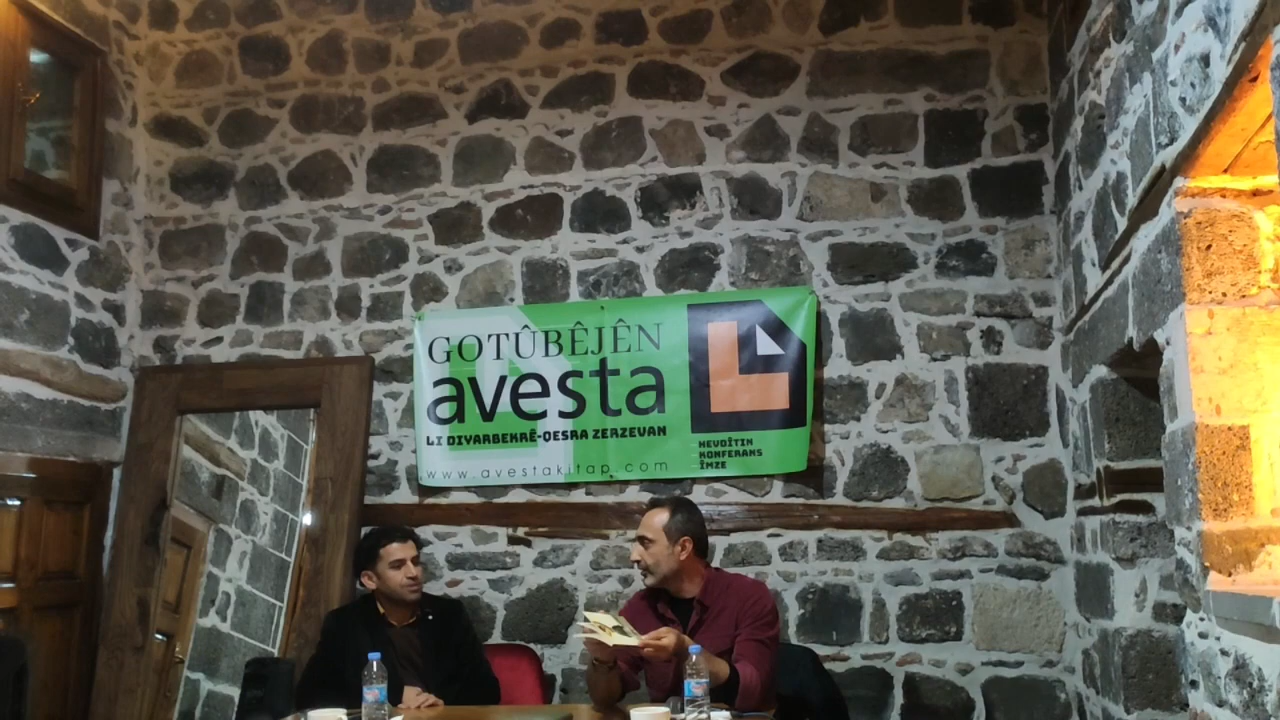 GOTÛBÊJÊN
avesta
LI DIYARBEKRÊ-QESRA ZERZEVAN
www.avestakitap.com
HEVDÎTIN
KONFERANS
ÎMZE